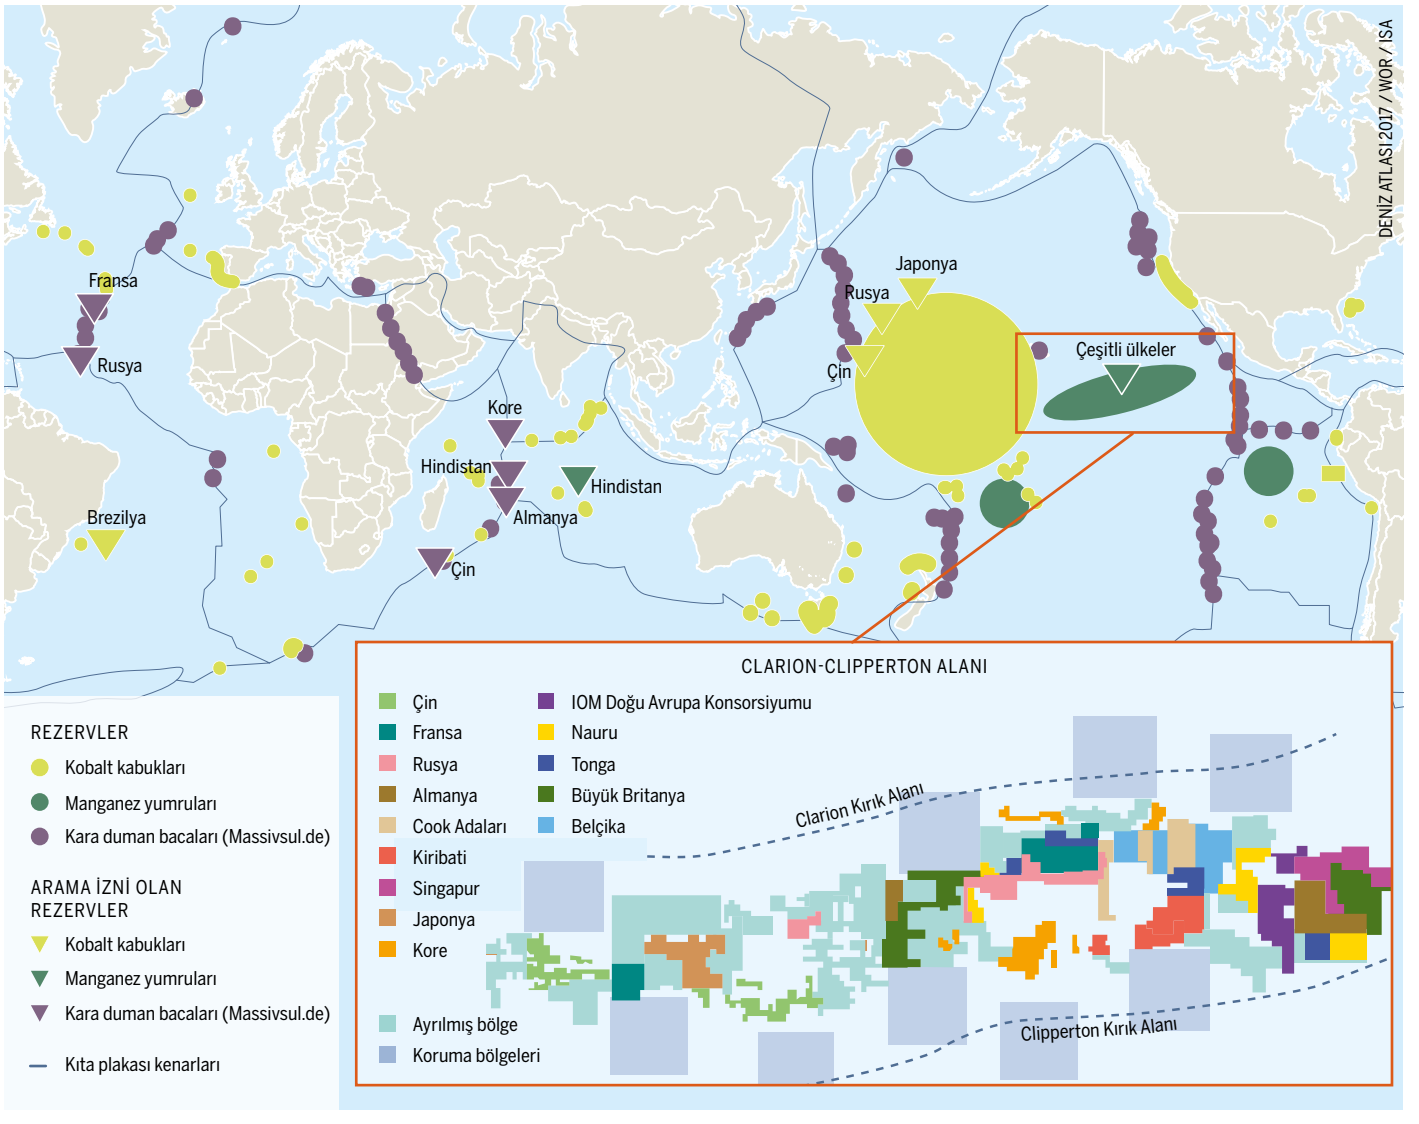 DENİZ ATLASI 2017 / WOR / ISA
Japonya
Rusya
Çin
Çeşitli ülkeler
Fransa
Rusya
Kore
Hindistan
Hindistan
Almanya
Brezilya
Çin
REZERVLER
Kobalt kabukları
Manganez yumruları
Kara duman bacaları (Massivsul.de)
ARAMA İZNİ OLAN
REZERVLER
Kobalt kabukları
Manganez yumruları
Kara duman bacaları (Massivsul.de)
Kıta plakası kenarları
CLARION-CLIPPERTON ALANI
Çin
Fransa
Rusya
Almanya
Cook Adaları
Kiribati
Singapur
Japonya
Kore
IOM Doğu Avrupa Konsorsiyumu
Nauru
Tonga
Büyük Britanya
Belçika
Ayrılmış bölge
Koruma bölgeleri
Clarion Kırık Alanı
Clipperton Kırık Alanı